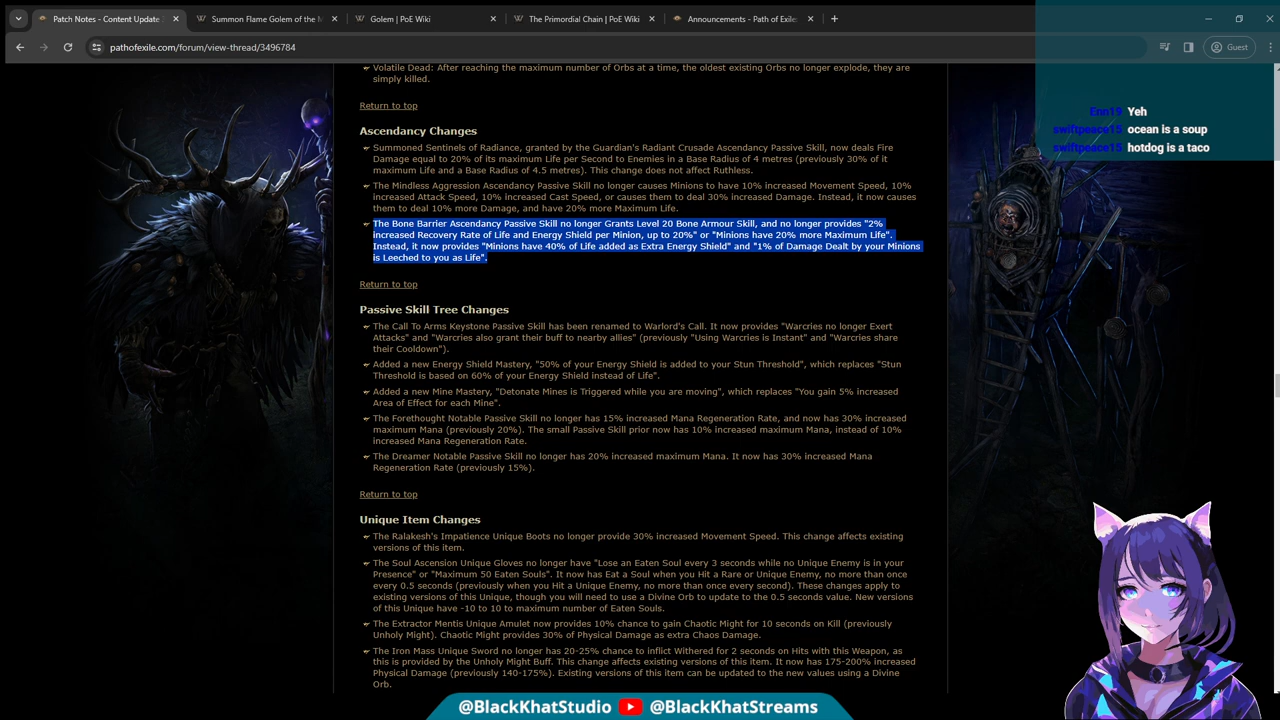 Patch Notes - Content Update
Summon Flame Golem of the M
Golem | PoE Wiki
The Primordial Chain | PoE Wiki
Announcements - Path of Exile
pathofexile.com/forum/view-thread/3496784
Guest
Volatile Dead: After reaching the maximum number of Orbs at a time, the oldest existing Orbs no longer explode, they are
simply killed.
Return to top
Ascendancy Changes
Summoned Sentinels of Radiance, granted by the Guardian's Radiant Crusade Ascendancy Passive Skill, now deals Fire
Damage equal to 20% of its maximum Life per Second to Enemies in a Base Radius of 4 metres (previously 30% of it
maximum Life and a Base Radius of 4.5 metres). This change does not affect Ruthless.
The Mindless Aggression Ascendancy Passive Skill no longer causes Minions to have 10% increased Movement Speed, 10%
increased Attack Speed, 10% increased Cast Speed, or causes them to deal 30% increased Damage. Instead, it now causes
them to deal 10% more Damage, and have 20% more Maximum Life.
The Bone Barrier Ascendancy Passive Skill no longer Grants Level 20 Bone Armour Skill, and no longer provides "2%
increased Recovery Rate of Life and Energy Shield per Minion, up to 20%" or "Minions have 20% more Maximum Life".
Instead, it now provides "Minions have 40% of Life added as Extra Energy Shield" and "1% of Damage Dealt by your Minions
is Leeched to you as Life".
Return to top
Passive Skill Tree Changes
The Call To Arms Keystone Passive Skill has been renamed to Warlord's Call. It now provides "Warcries no longer Exert
Attacks" and "Warcries also grant their buff to nearby allies" (previously "Using Warcries is Instant" and "Warcries share
their Cooldown").
Added a new Energy Shield Mastery, "50% of your Energy Shield is added to your Stun Threshold", which replaces "Stun
Threshold is based on 60% of your Energy Shield instead of Life".
Added a new Mine Mastery, "Detonate Mines is Triggered while you are moving", which replaces "You gain 5% increased
Area of Effect for each Mine".
The Forethought Notable Passive Skill no longer has 15% increased Mana Regeneration Rate, and now has 30% increased
maximum Mana (previously 20%). The small Passive Skill prior now has 10% increased maximum Mana, instead of 10%
increased Mana Regeneration Rate.
The Dreamer Notable Passive Skill no longer has 20% increased maximum Mana. It now has 30% increased Mana
Regeneration Rate (previously 15%).
Return to top
Unique Item Changes
The Ralakesh's Impatience Unique Boots no longer provide 30% increased Movement Speed. This change affects existing
versions of this item.
The Soul Ascension Unique Gloves no longer have "Lose an Eaten Soul every 3 seconds while no Unique Enemy is in your
Presence" or "Maximum 50 Eaten Souls". It now has Eat a Soul when you Hit a Rare or Unique Enemy, no more than once
every 0.5 seconds (previously when you Hit a Unique Enemy, no more than once every second). These changes apply to
existing versions of this Unique, though you will need to use a Divine Orb to update to the 0.5 seconds value. New versions
of this Unique have -10 to 10 to maximum number of Eaten Souls.
The Extractor Mentis Unique Amulet now provides 10% chance to gain Chaotic Might for 10 seconds on Kill (previously
Unholy Might). Chaotic Might provides 30% of Physical Damage as extra Chaos Damage.
The Iron Mass Unique Sword no longer has 20-25% chance to inflict Withered for 2 seconds on Hits with this Weapon, as
this is provided by the Unholy Might Buff. This change affects existing versions of this item. It now has 175-200% increased
Physical Damage (previously 140-175%). Existing versions of this item can be updated to the new values using a Divine
Orb.
Enn19 Yeh
swiftpeace15 ocean is a soup
swiftpeace15 hotdog is a taco
@BlackKhatStudio @BlackKhatStreams